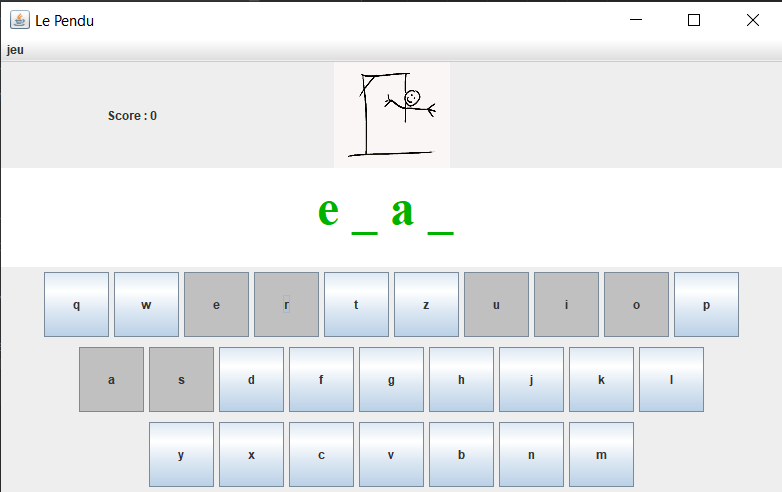 Le Pendu
jeu
Score : 0
e _ a _
q w e r t z u i o p
a s d f g h j k l
y x c v b n m